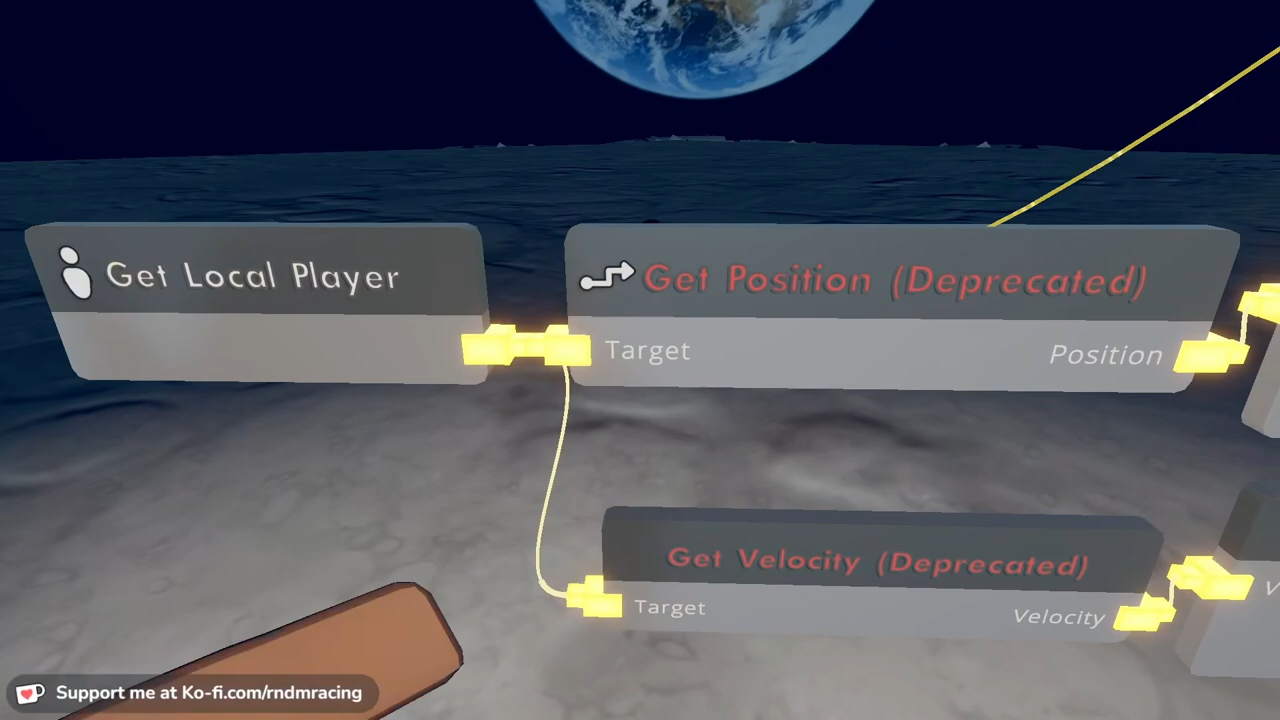 Get Local Player
Get Position (Deprecated)
Target
Position
Get Velocity (Deprecated)
Target
Velocity
V
Support me at Ko-fi.com/rndmracing